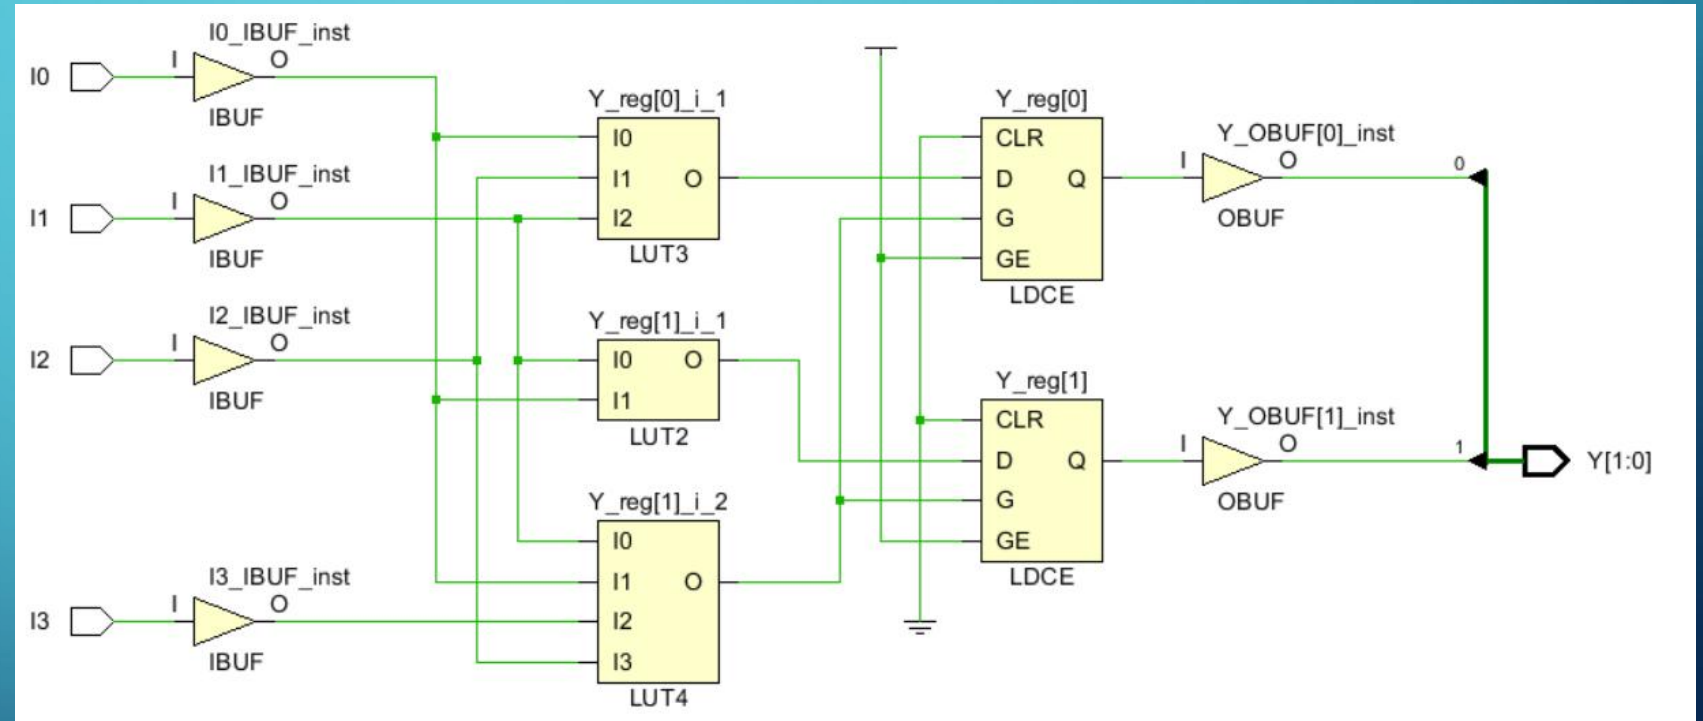 I0
I
I0_IBUF_inst
O
IBUF
I1
I
I1_IBUF_inst
O
IBUF
I2
I
I2_IBUF_inst
O
IBUF
I3
I
I3_IBUF_inst
O
IBUF
Y_reg[0]_i_1
I0
I1
I2
O
LUT3
Y_reg[1]_i_1
I0
I1
O
LUT2
Y_reg[1]_i_2
I0
I1
I2
I3
O
LUT4
Y_reg[0]
CLR
D
G
GE
Q
LDCE
Y_reg[1]
CLR
D
G
GE
Q
LDCE
Y_OBUF[0]_inst
I
O
OBUF
0
Y_OBUF[1]_inst
I
O
OBUF
1
Y[1:0]